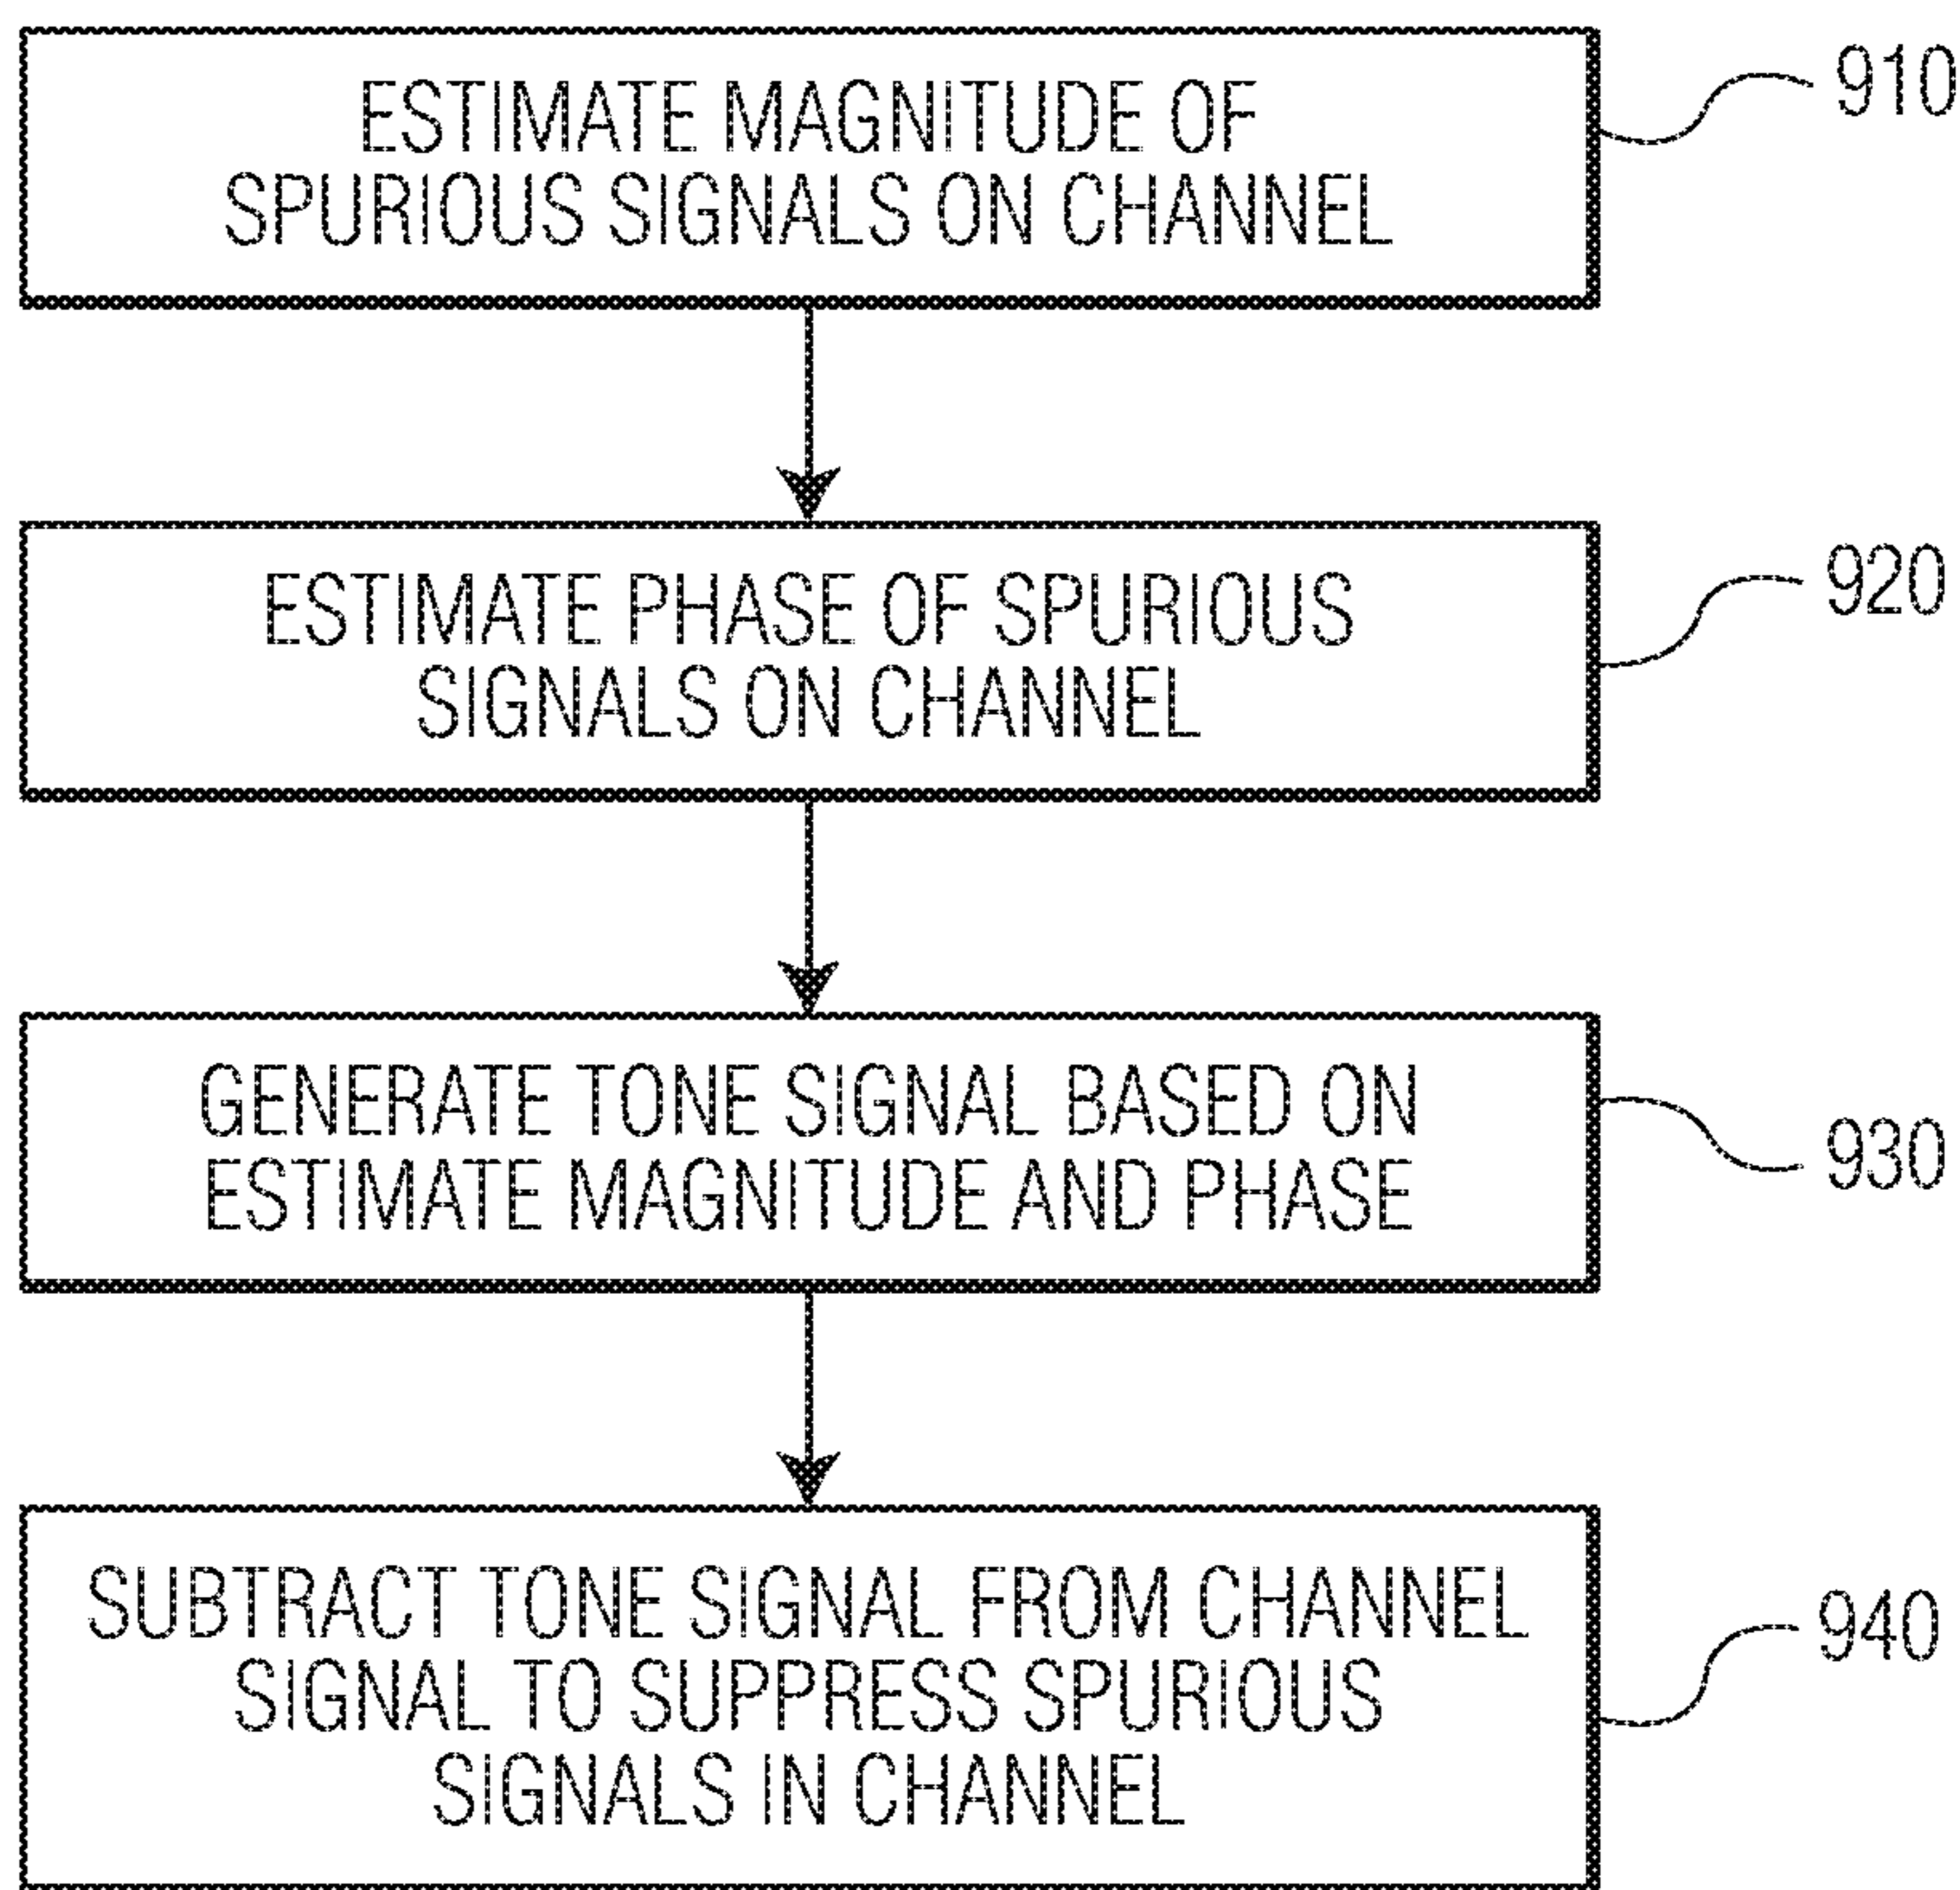 ESTIMATE MAGNITUDE OF
SPURIOUS SIGNALS ON CHANNEL
910
ESTIMATE PHASE OF SPURIOUS
SIGNALS ON CHANNEL
920
GENERATE TONE SIGNAL BASED ON
ESTIMATE MAGNITUDE AND PHASE
930
SUBTRACT TONE SIGNAL FROM CHANNEL
SIGNAL TO SUPPRESS SPURIOUS
SIGNALS IN CHANNEL
940